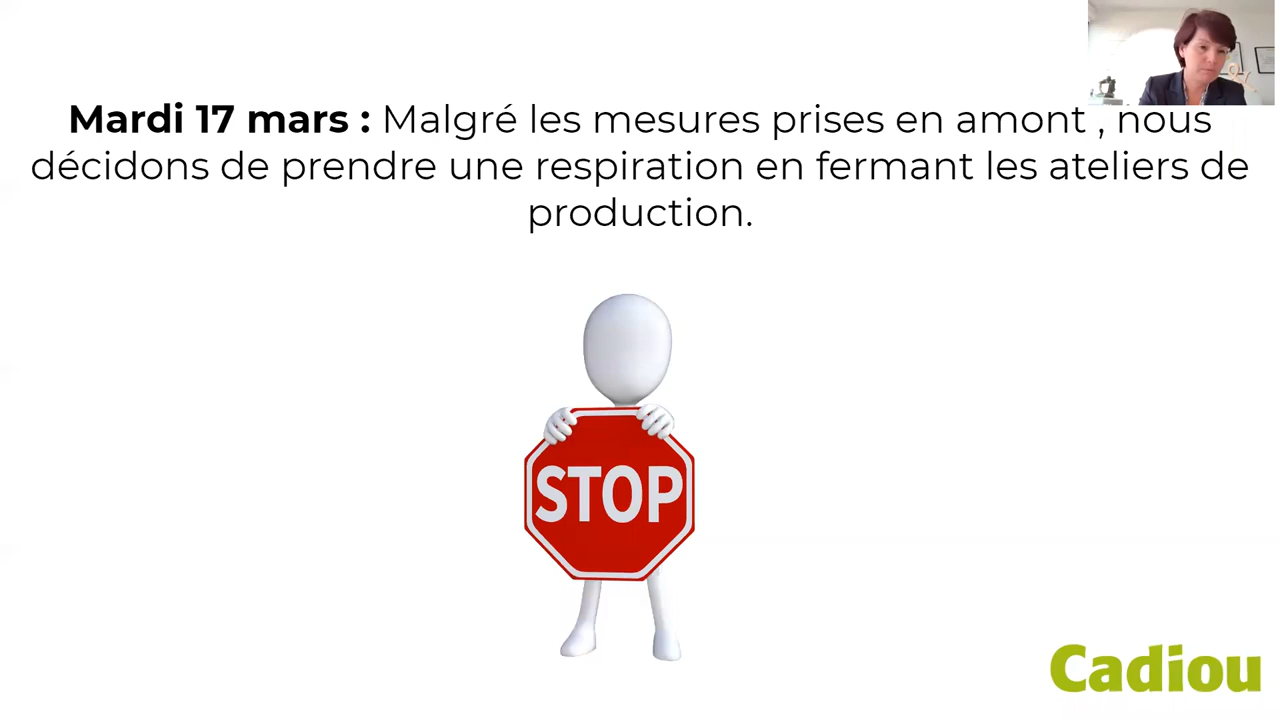 Mardi 17 mars : Malgré les mesures prises en amont , nous
décidons de prendre une respiration en fermant les ateliers de
production.
STOP
Cadiou